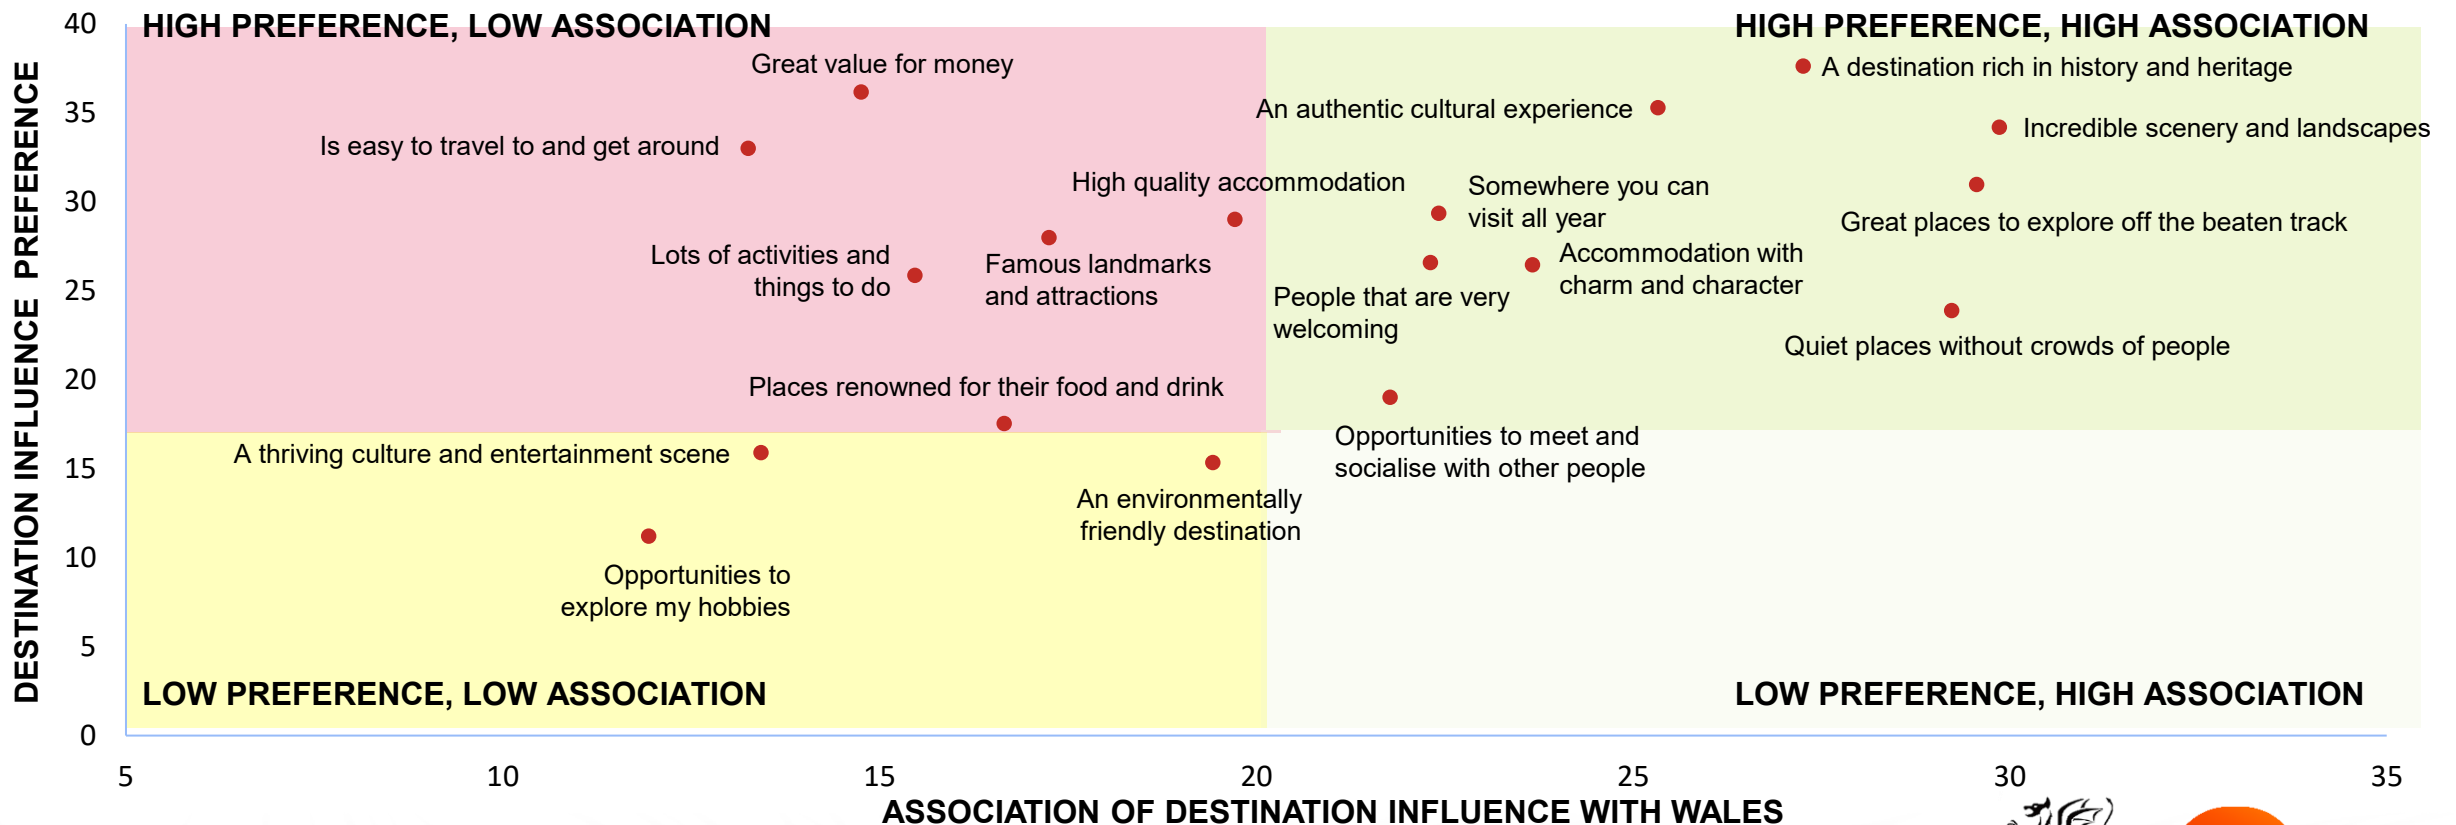 40
HIGH PREFERENCE, LOW ASSOCIATION
HIGH PREFERENCE, HIGH ASSOCIATION
Great value for money
A destination rich in history and heritage
35
An authentic cultural experience
Incredible scenery and landscapes
Is easy to travel to and get around
High quality accommodation
Somewhere you can
visit all year
30
Great places to explore off the beaten track
Lots of activities and
things to do
Famous landmarks
and attractions
Accommodation with
charm and character
25
People that are very
welcoming
Quiet places without crowds of people
20
Places renowned for their food and drink
Opportunities to meet and
socialise with other people
A thriving culture and entertainment scene
15
An environmentally
friendly destination
10
Opportunities to
explore my hobbies
5
LOW PREFERENCE, LOW ASSOCIATION
LOW PREFERENCE, HIGH ASSOCIATION
0
DESTINATION INFLUENCE PREFERENCE
5 10 15 20 25 30 35
ASSOCIATION OF DESTINATION INFLUENCE WITH WALES